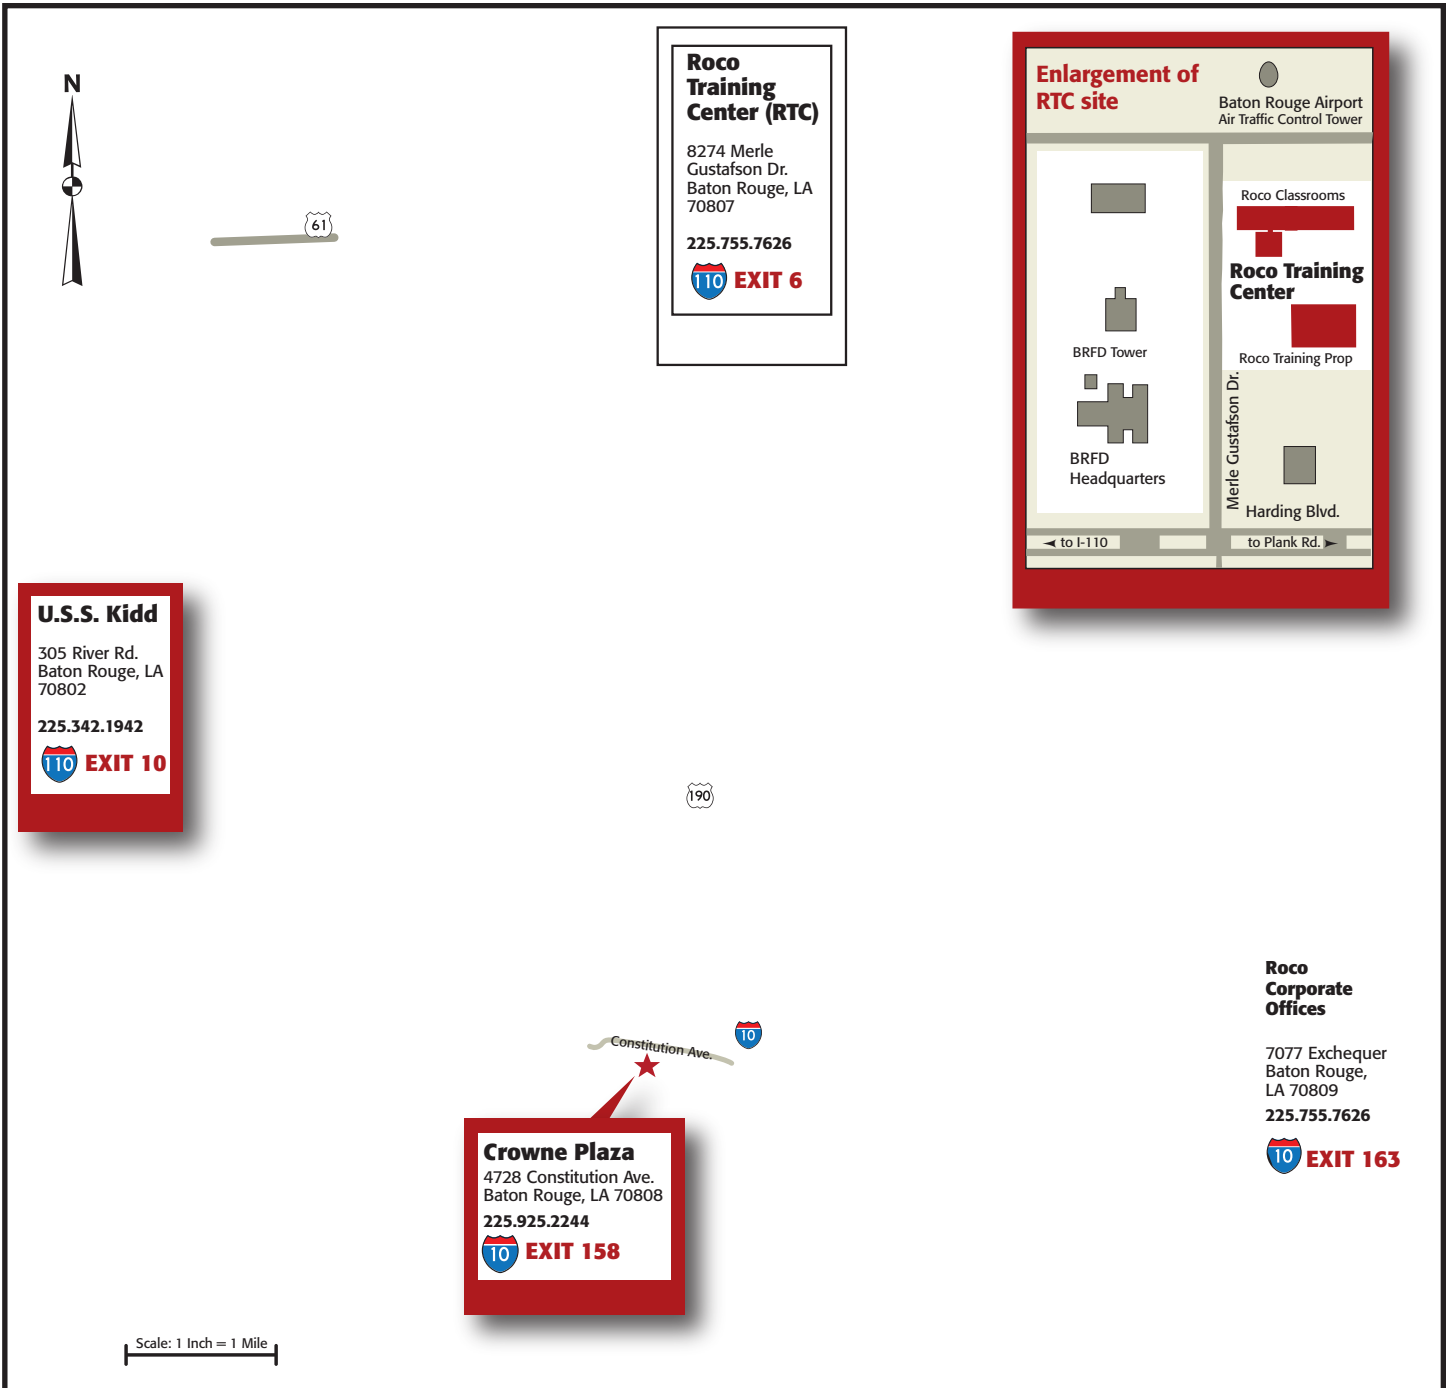 N
61
Roco
Training
Center (RTC)
8274 Merle
Gustafson Dr.
Baton Rouge, LA
70807
225.755.7626
110 EXIT 6
Enlargement of
RTC site
Baton Rouge Airport
Air Traffic Control Tower
Roco Classrooms
Roco Training
Center
Roco Training Prop
BRFD Tower
BRFD
Headquarters
Merle Gustafson Dr.
Harding Blvd.
◄ to I-110
to Plank Rd. ►
U.S.S. Kidd
305 River Rd.
Baton Rouge, LA
70802
225.342.1942
110 EXIT 10
190
Constitution Ave.
10
Crowne Plaza
4728 Constitution Ave.
Baton Rouge, LA 70808
225.925.2244
10 EXIT 158
Roco
Corporate
Offices
7077 Exchequer
Baton Rouge,
LA 70809
225.755.7626
10 EXIT 163
Scale: 1 Inch = 1 Mile